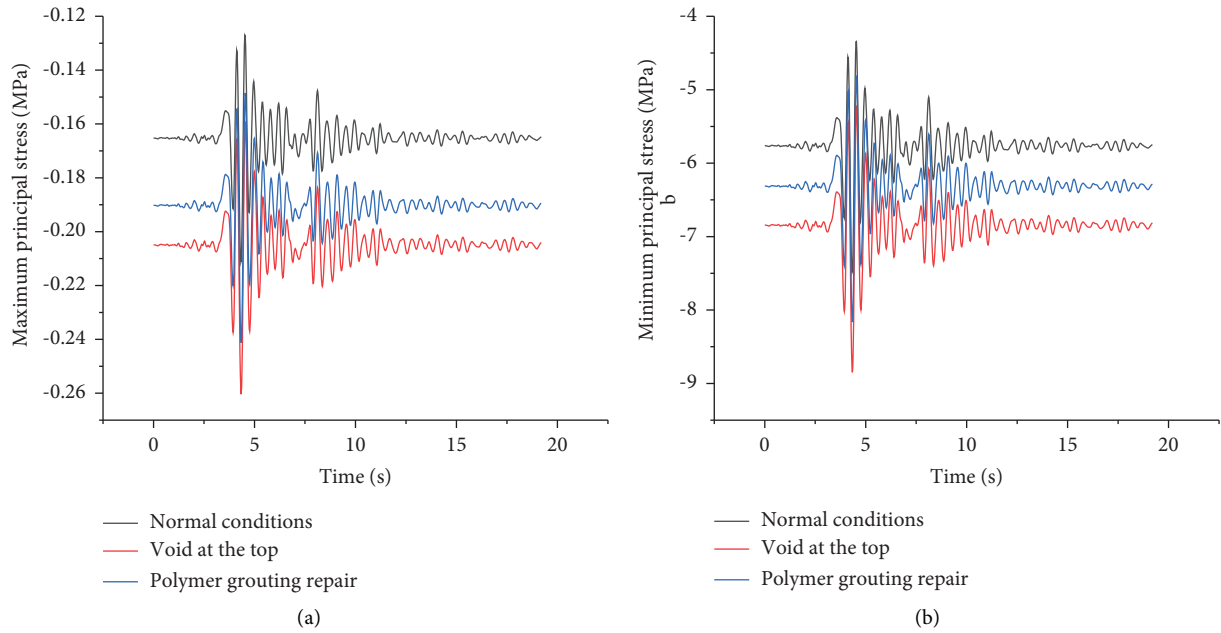 -0.12
-0.14
-0.16
-0.18
-0.20
-0.22
-0.24
-0.26
Maximum principal stress (MPa)
0 5 10 15 20
Time (s)
Normal conditions
Void at the top
Polymer grouting repair
(a)
-4
-5
-6
-7
-8
-9
Minimum principal stress (MPa)
b
0 5 10 15 20
Time (s)
Normal conditions
Void at the top
Polymer grouting repair
(b)